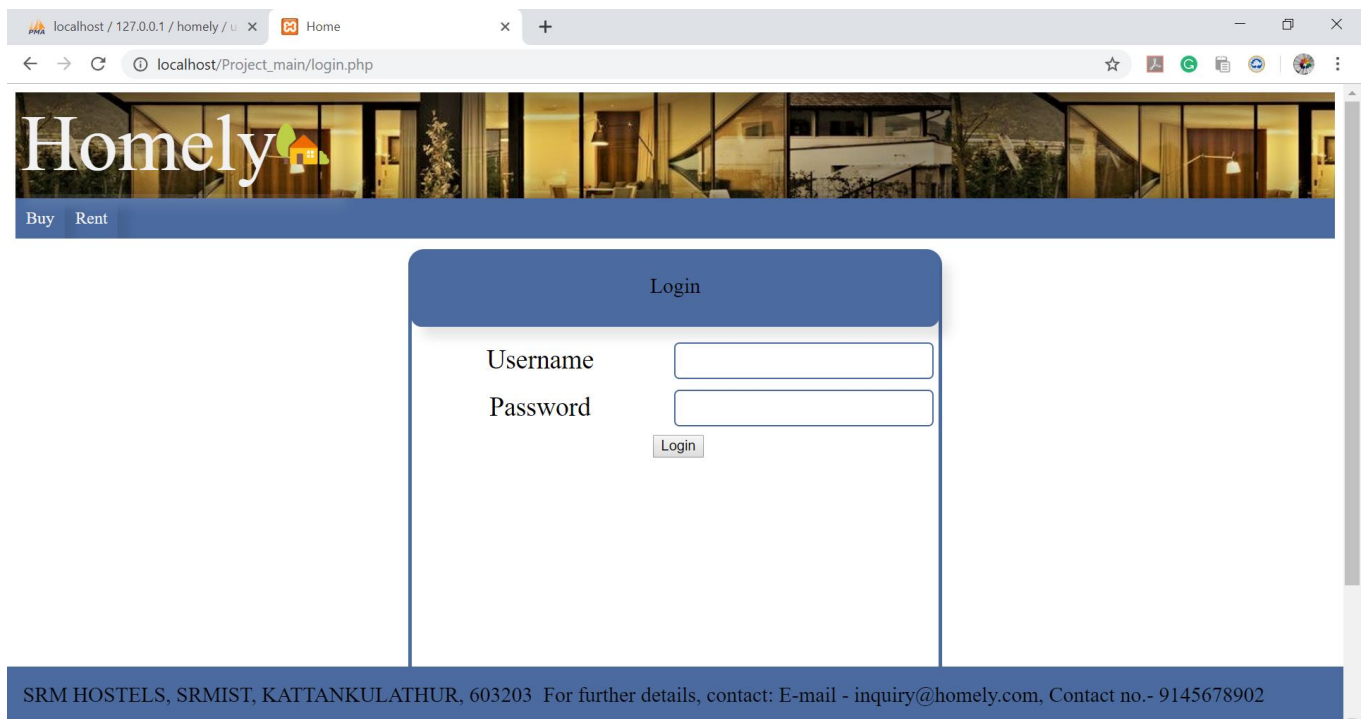 localhost / 127.0.0.1 / homely / u
Home
localhost/Project_main/login.php
Homely
Buy Rent
Login
Username
Password
Login
SRM HOSTELS, SRMIST, KATTANKULATHUR, 603203 For further details, contact: E-mail - inquiry@homely.com, Contact no.- 9145678902